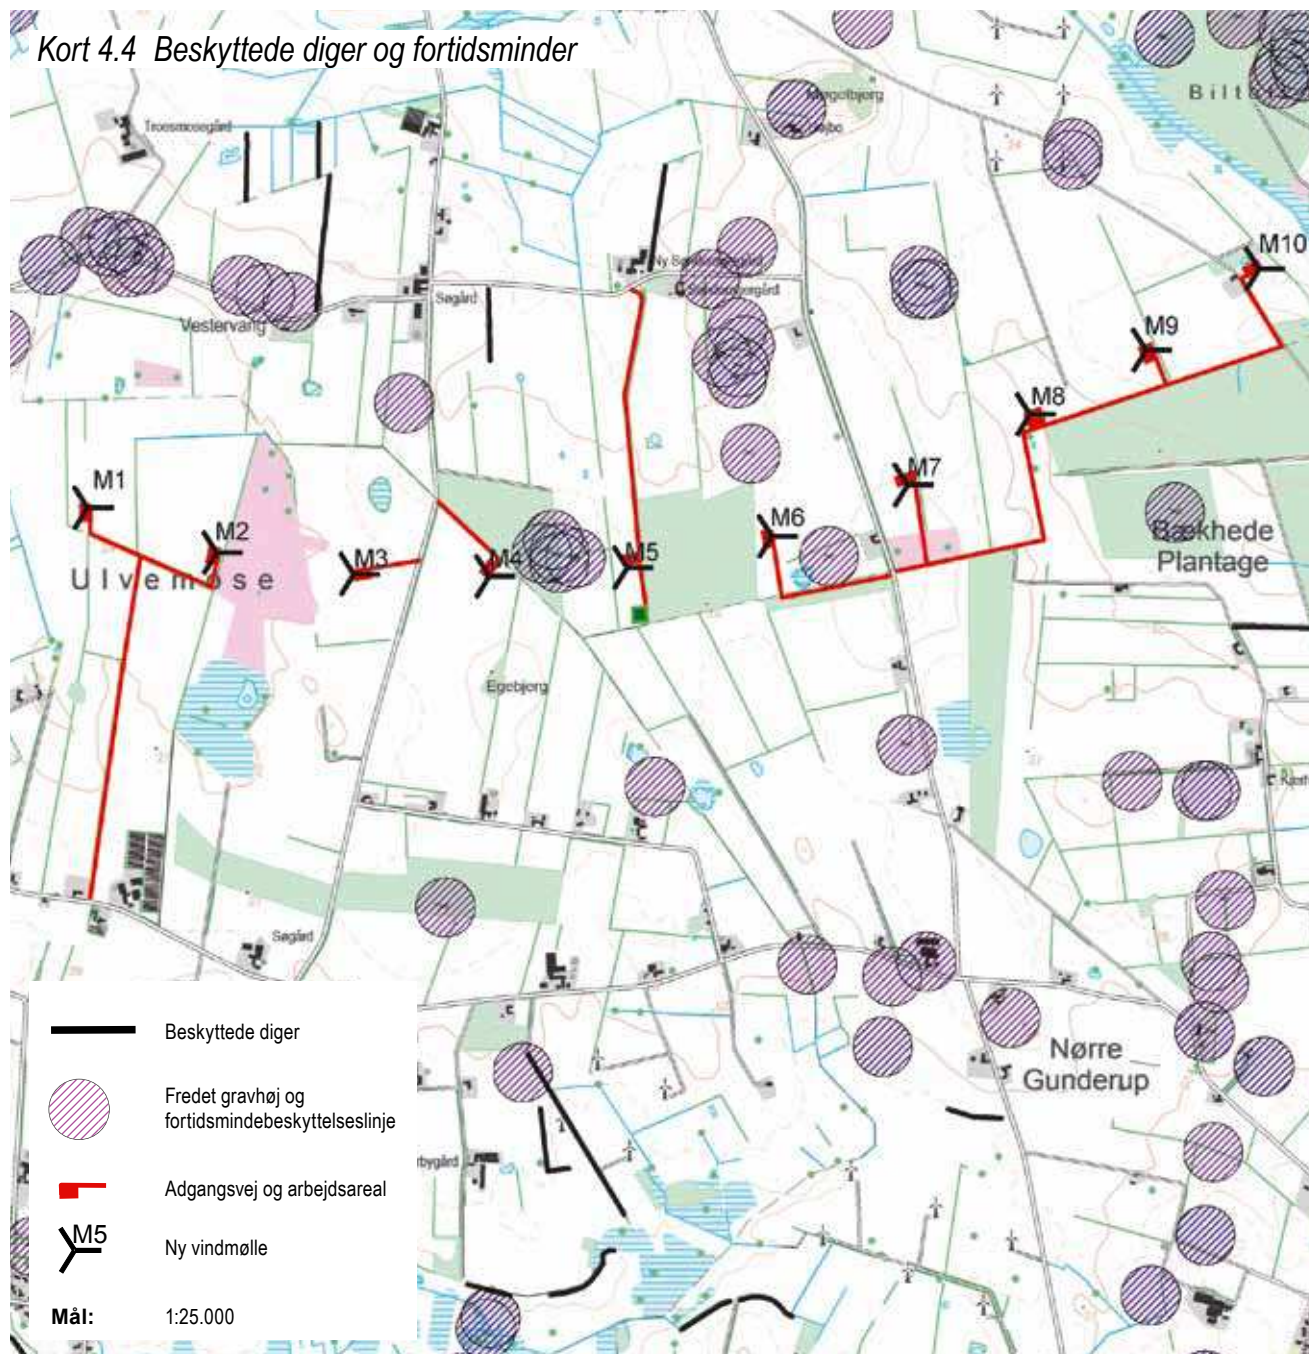 Kort 4.4 Beskyttede diger og fortidsminder
Troosmosegård
M10
Søgård
Vestervang
M9
M8
M1
M7
M2
M6
M3
M4
M5
Ulvemose
Bækhede
Plantage
Egebjerg
Søgård
Nørre
Gunderup
Beskyttede diger
Fredet gravhøj og
fortidsmindebeskyttelseslinje
Adgangsvej og arbejdsareal
M5
Ny vindmølle
Mål: 1:25.000